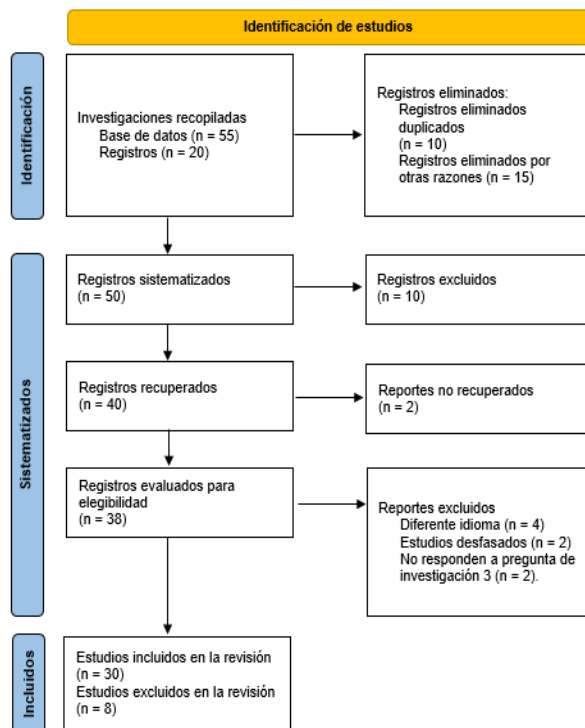 Identificación de estudios
Identificación
Investigaciones recopiladas
Base de datos (n = 55)
Registros (n = 20)
Registros eliminados:
Registros eliminados
duplicados
(n = 10)
Registros eliminados por
otras razones (n = 15)
Sistematizados
Registros sistematizados
(n = 50)
Registros excluidos
(n = 10)
Registros recuperados
(n = 40)
Reportes no recuperados
(n = 2)
Registros evaluados para
elegibilidad
(n = 38)
Reportes excluidos
Diferente idioma (n = 4)
Estudios desfasados (n = 2)
No responden a pregunta de
investigación 3 (n = 2).
Incluidos
Estudios incluidos en la revisión
(n = 30)
Estudios excluidos en la revisión
(n = 8)